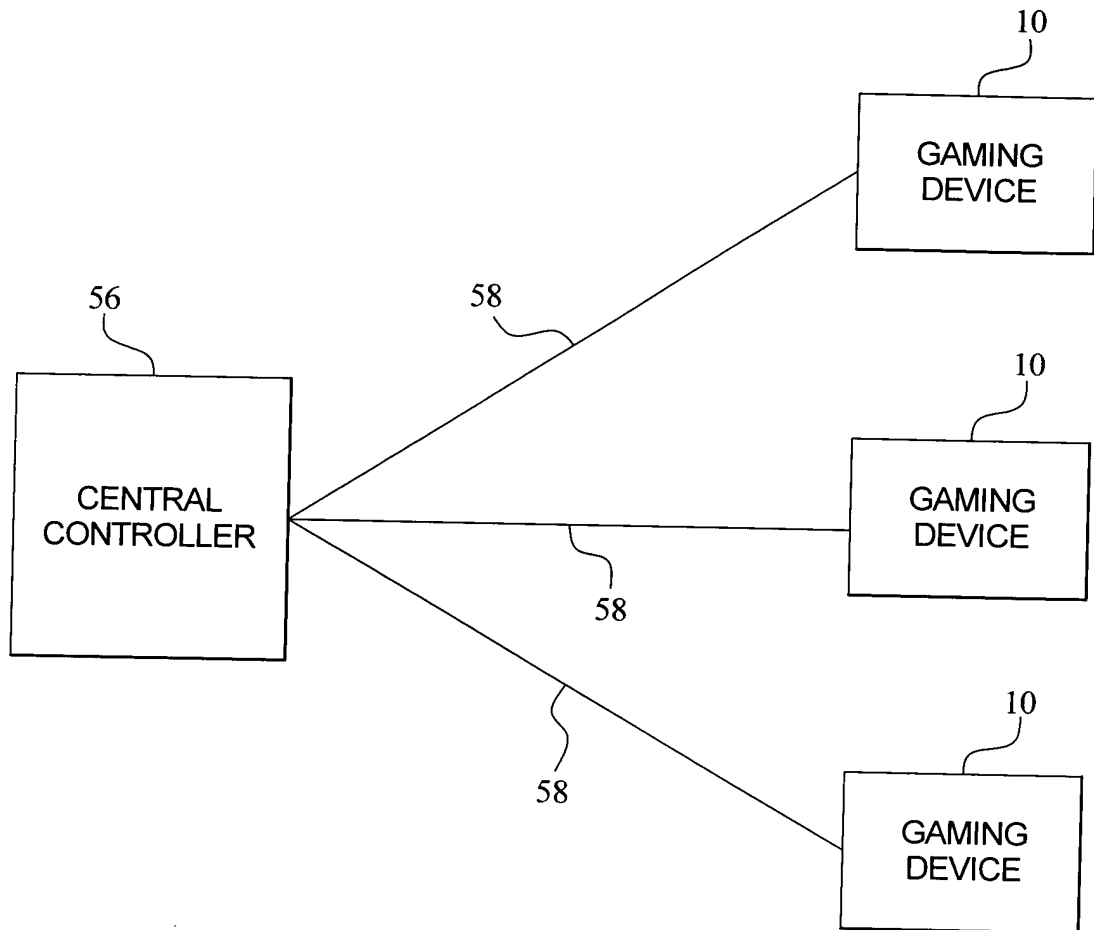 10
GAMING
DEVICE
58
56
10
CENTRAL
CONTROLLER
GAMING
DEVICE
58
10
58
GAMING
DEVICE